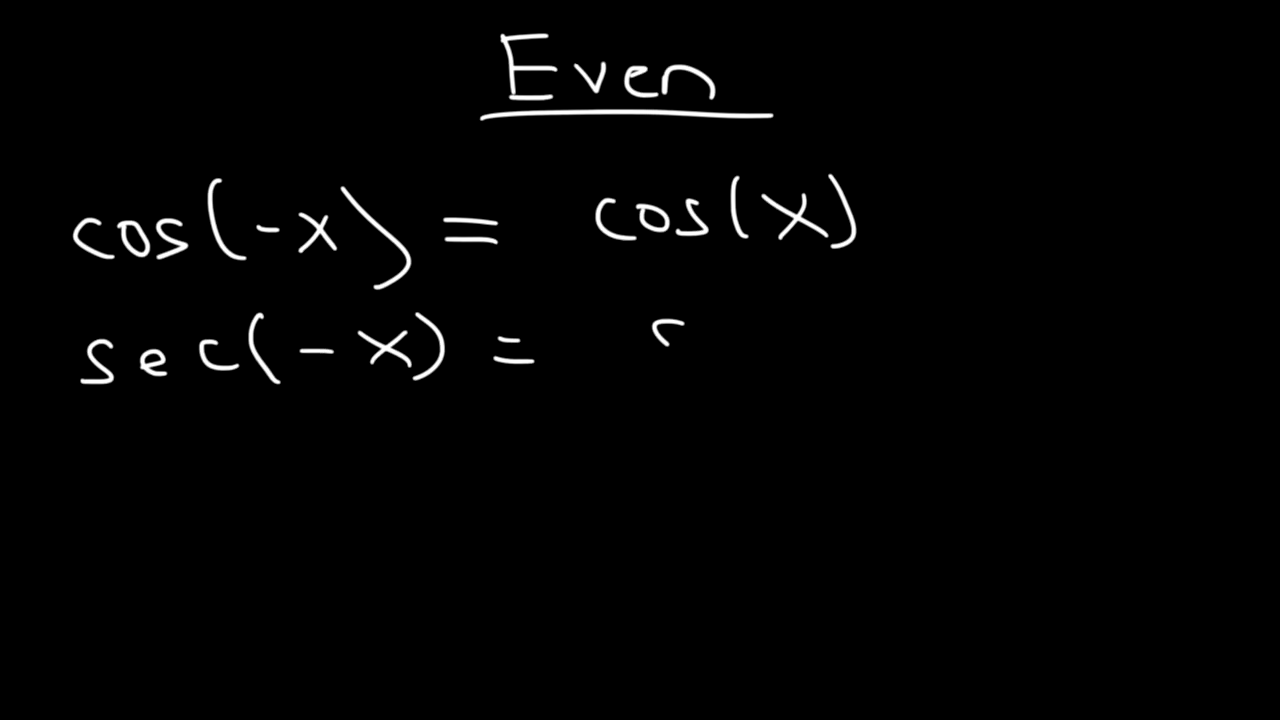 Even
cos(-x) = cos(x)
sec(-x) =